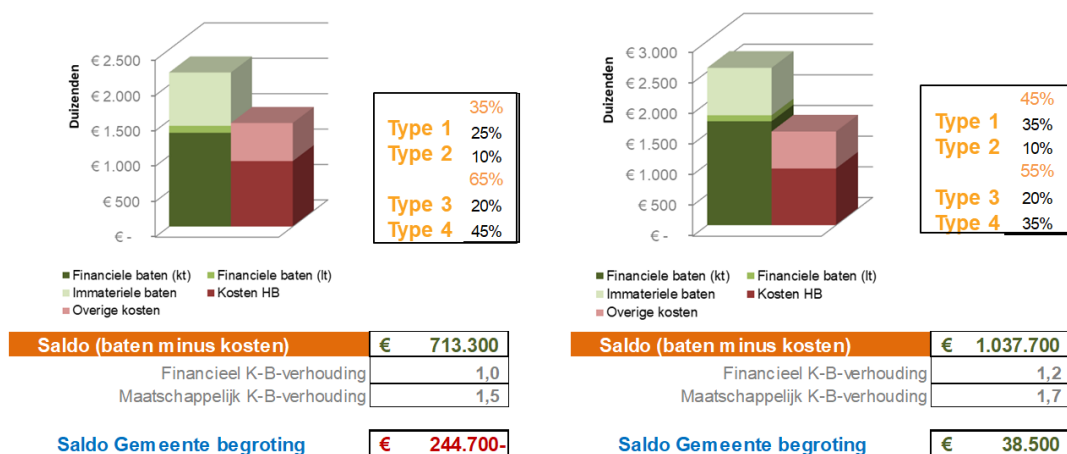 Duizenden
€ 2.500
€ 2.000
€ 1.500
€ 1.000
€ 500
€ -
35%
Type 1 25%
Type 2 10%
65%
Type 3 20%
Type 4 45%
Financiele baten (kt) Financiele baten (lt)
Immateriele baten Kosten HB
Overige kosten
Saldo (baten minus kosten) € 713.300
Financieel K-B-verhouding 1,0
Maatschappelijk K-B-verhouding 1,5
Saldo Gemeente begroting € 244.700-
Duizenden
€ 3.000
€ 2.500
€ 2.000
€ 1.500
€ 1.000
€ 500
€ -
45%
Type 1 35%
Type 2 10%
55%
Type 3 20%
Type 4 35%
Financiele baten (kt) Financiele baten (lt)
Immateriele baten Kosten HB
Overige kosten
Saldo (baten minus kosten) € 1.037.700
Financieel K-B-verhouding 1,2
Maatschappelijk K-B-verhouding 1,7
Saldo Gemeente begroting € 38.500